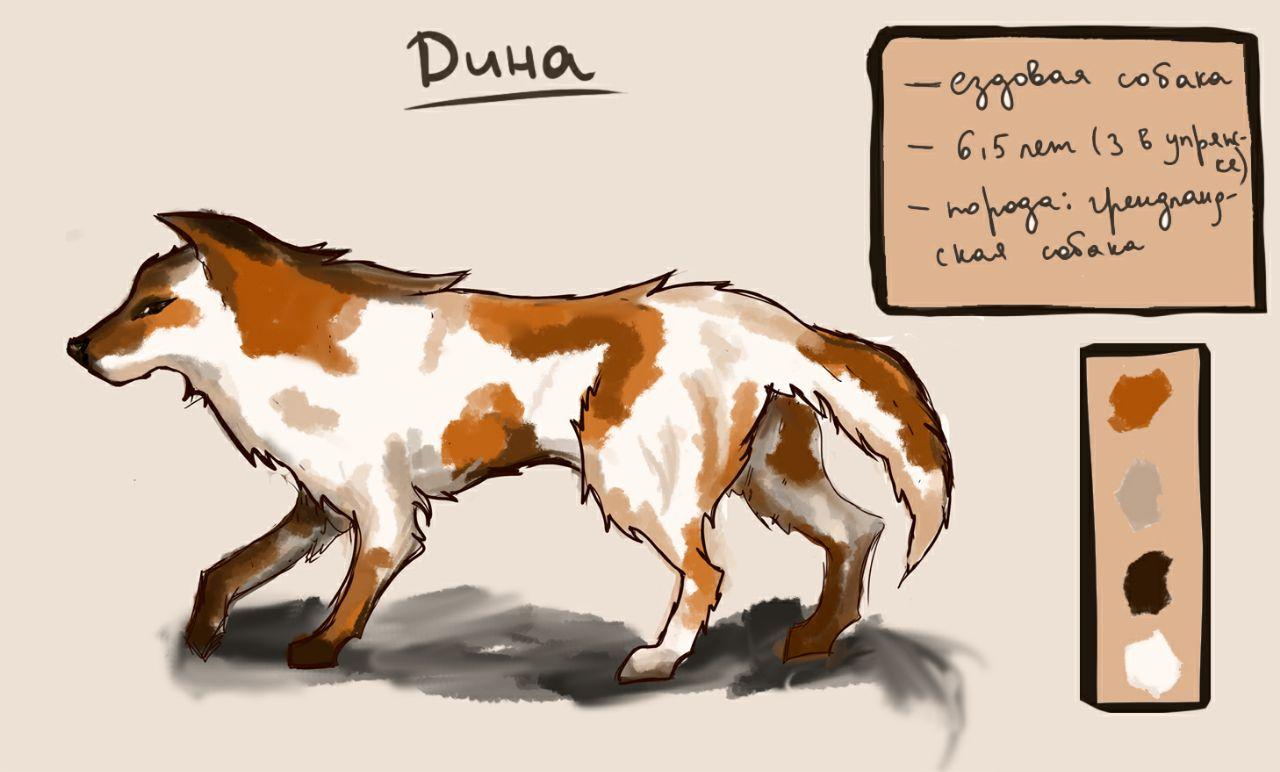 Дина
— ездовая собака
— 6,5 лет (3 в упряж-
ке)
— порода: гренланд-
ская собака